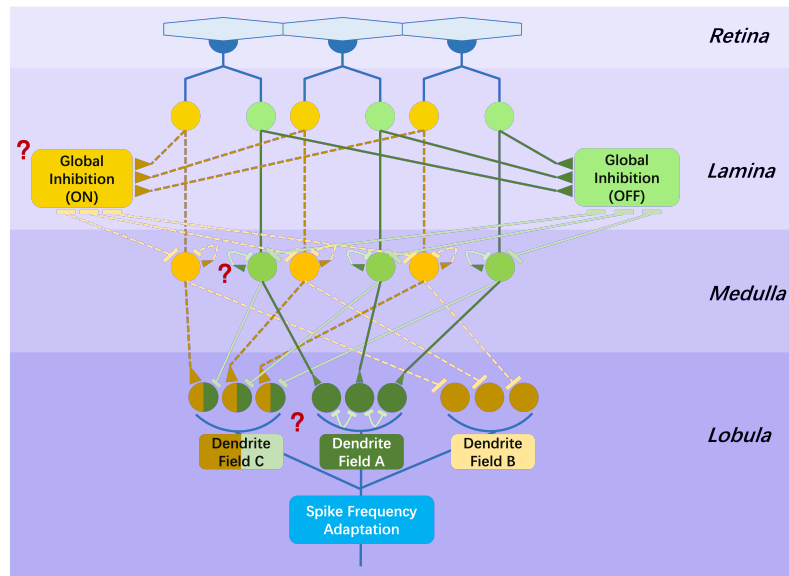 Retina
?
Global
Inhibition
(ON)
Global
Inhibition
(OFF)
Lamina
?
Medulla
?
Dendrite
Field C
Dendrite
Field A
Dendrite
Field B
Lobula
Spike Frequency
Adaptation